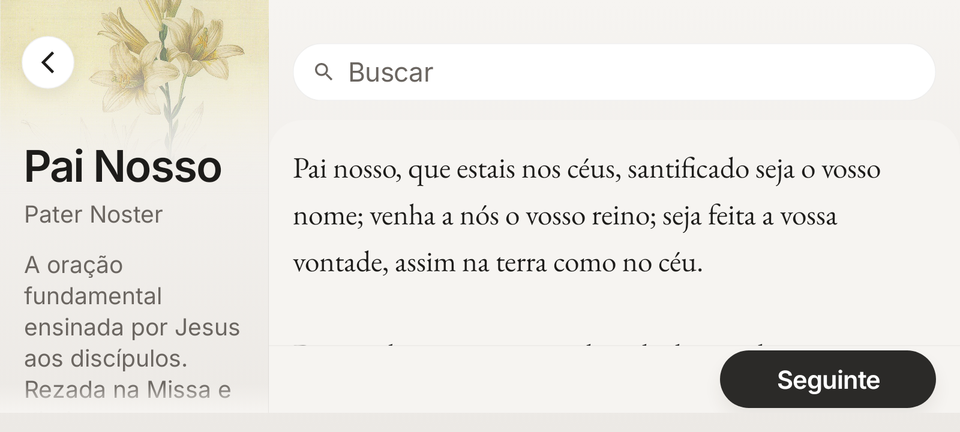 Pai Nosso
Pater Noster
A oração
fundamental
ensinada por Jesus
aos discípulos.
Rezada na Missa e
Buscar
Pai nosso, que estais nos céus, santificado seja o vosso
nome; venha a nós o vosso reino; seja feita a vossa
vontade, assim na terra como no céu.
Seguinte